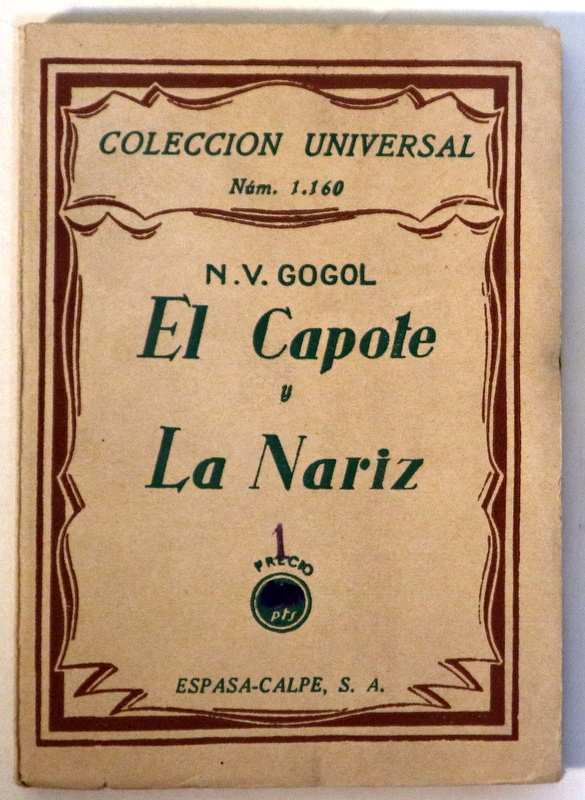 COLECCION UNIVERSAL
Núm. 1.160
N.V. GOGOL
El Capote
y
La Nariz
1
PRECIO
pts
ESPASA-CALPE, S. A.